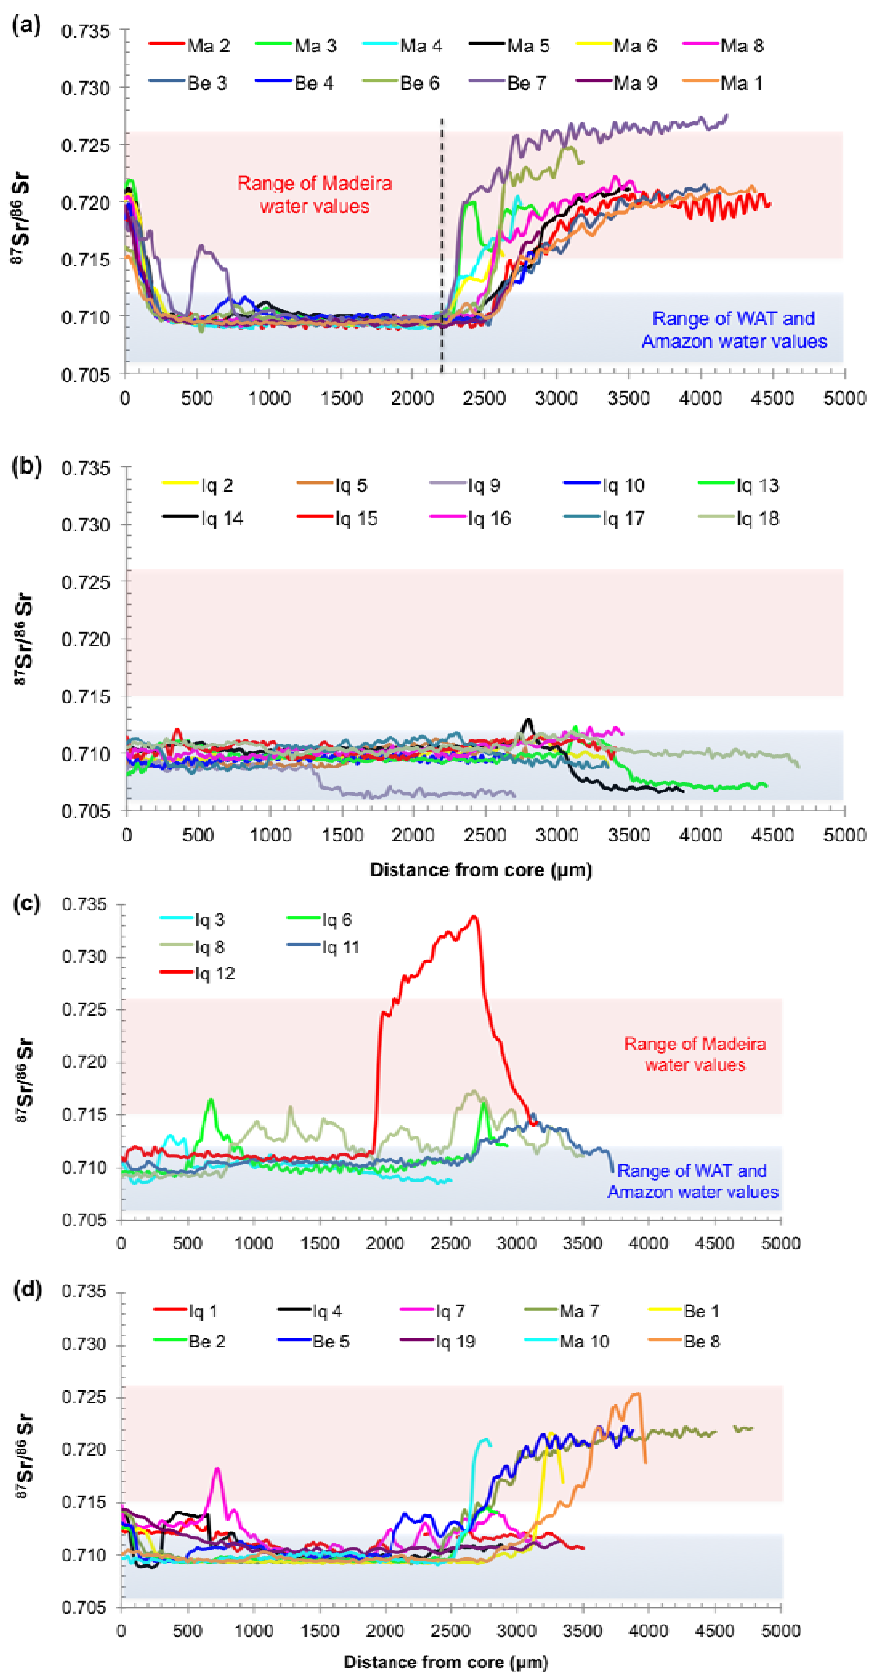 (a)
0.735
0.730
0.725
0.720
0.715
0.710
0.705
87Sr/86 Sr
Ma 2 Ma 3 Ma 4 Ma 5 Ma 6 Ma 8
Be 3 Be 4 Be 6 Be 7 Ma 9 Ma 1
Range of Madeira
water values
Range of WAT and
Amazon water values
0 500 1000 1500 2000 2500 3000 3500 4000 4500 5000
(b)
0.735
0.730
0.725
0.720
0.715
0.710
0.705
87Sr/86 Sr
Iq 2 Iq 5 Iq 9 Iq 10 Iq 13
Iq 14 Iq 15 Iq 16 Iq 17 Iq 18
0 500 1000 1500 2000 2500 3000 3500 4000 4500 5000
Distance from core (µm)
(c)
0.735
0.730
0.725
0.720
0.715
0.710
0.705
87Sr/86 Sr
Iq 3 Iq 6
Iq 8 Iq 11
Iq 12
Range of Madeira
water values
Range of WAT and
Amazon water values
0 500 1000 1500 2000 2500 3000 3500 4000 4500 5000
(d)
0.735
0.730
0.725
0.720
0.715
0.710
0.705
87Sr/86 Sr
Iq 1 Iq 4 Iq 7 Ma 7 Be 1
Be 2 Be 5 Iq 19 Ma 10 Be 8
0 500 1000 1500 2000 2500 3000 3500 4000 4500 5000
Distance from core (µm)